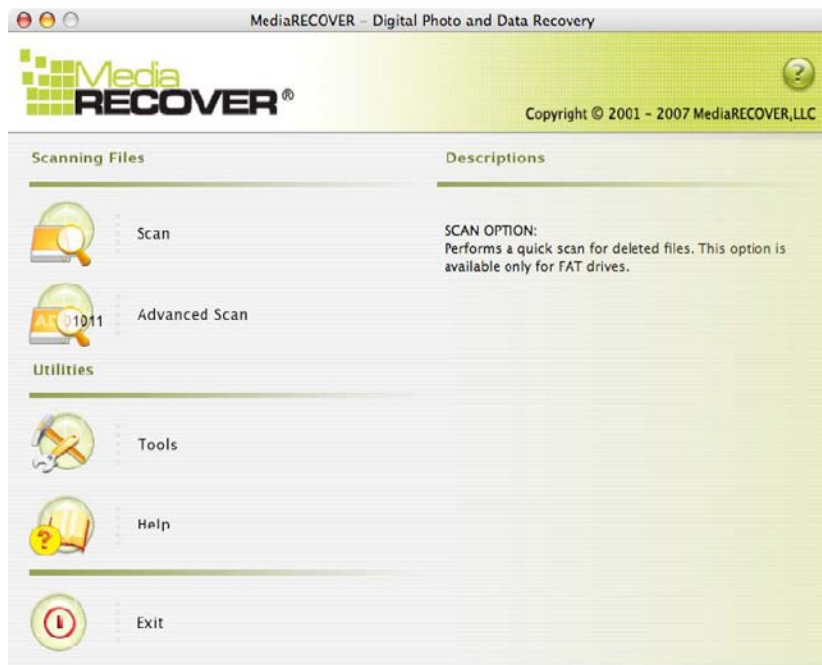 MediaRECOVER – Digital Photo and Data Recovery
Media
RECOVER®
?
Copyright © 2001 – 2007 MediaRECOVER,LLC
Scanning Files
Descriptions
Scan
SCAN OPTION:
Performs a quick scan for deleted files. This option is
available only for FAT drives.
Advanced Scan
1011
Utilities
Tools
Help
?
Exit